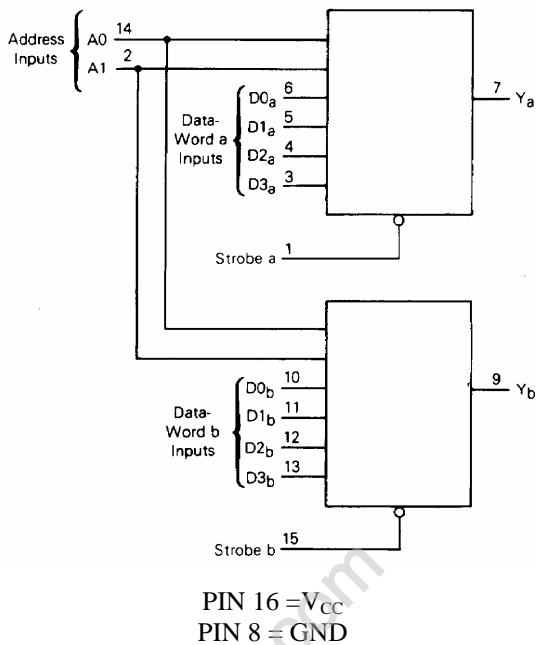 Address Inputs
A0 14
A1 2
Data-Word a Inputs
D0a 6
D1a 5
D2a 4
D3a 3
7 Ya
Strobe a 1
Data-Word b Inputs
D0b 10
D1b 11
D2b 12
D3b 13
9 Yb
Strobe b 15
PIN 16 =VCC
PIN 8 = GND